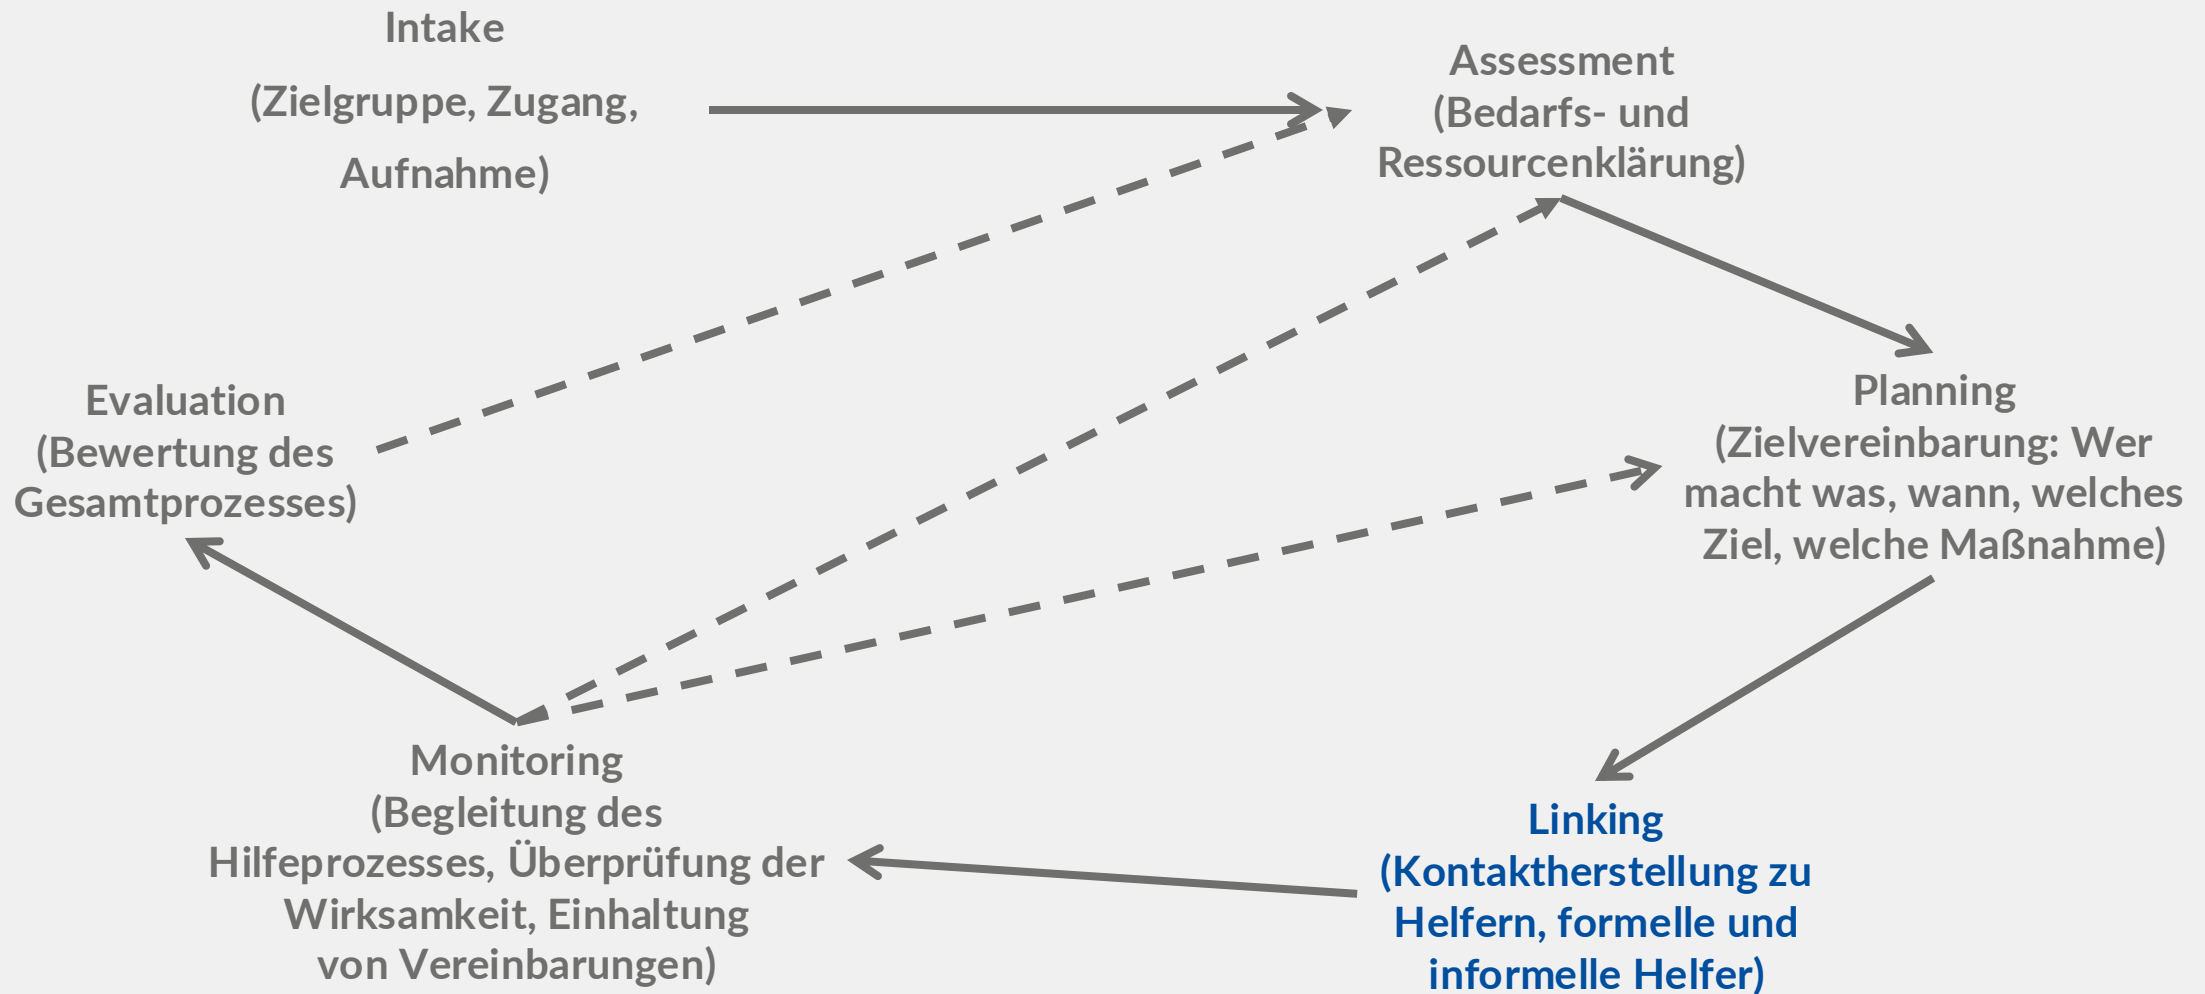 Intake
(Zielgruppe, Zugang,
Aufnahme)
Assessment
(Bedarfs- und
Ressourcenklärung)
Planning
(Zielvereinbarung: Wer
macht was, wann, welches
Ziel, welche Maßnahme)
Linking
(Kontaktherstellung zu
Helfern, formelle und
informelle Helfer)
Monitoring
(Begleitung des
Hilfeprozesses, Überprüfung der
Wirksamkeit, Einhaltung
von Vereinbarungen)
Evaluation
(Bewertung des
Gesamtprozesses)